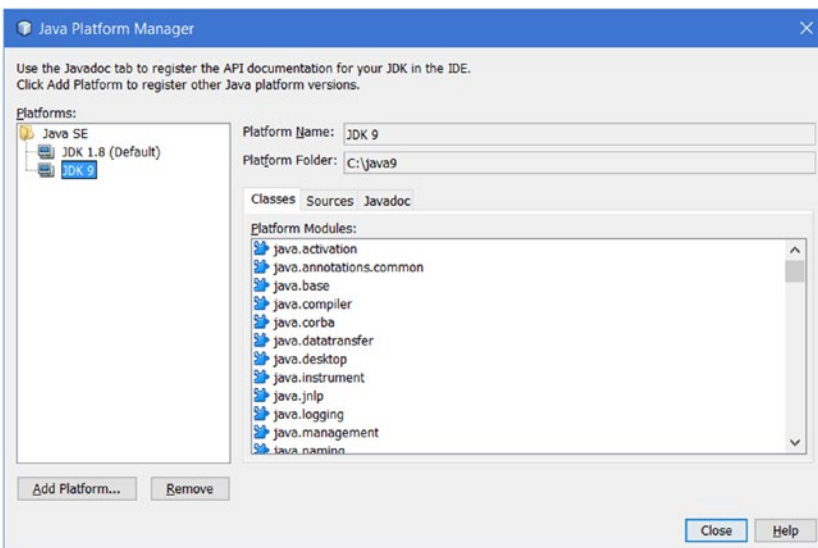 Java Platform Manager
Use the Javadoc tab to register the API documentation for your JDK in the IDE.
Click Add Platform to register other Java platform versions.
Platforms:
Java SE
JDK 1.8 (Default)
JDK 9
Platform Name: JDK 9
Platform Folder: C:\java9
Classes Sources Javadoc
Platform Modules:
java.activation
java.annotations.common
java.base
java.compiler
java.corba
java.datatransfer
java.desktop
java.instrument
java.jnlp
java.logging
java.management
java.naming
Add Platform... Remove
Close Help